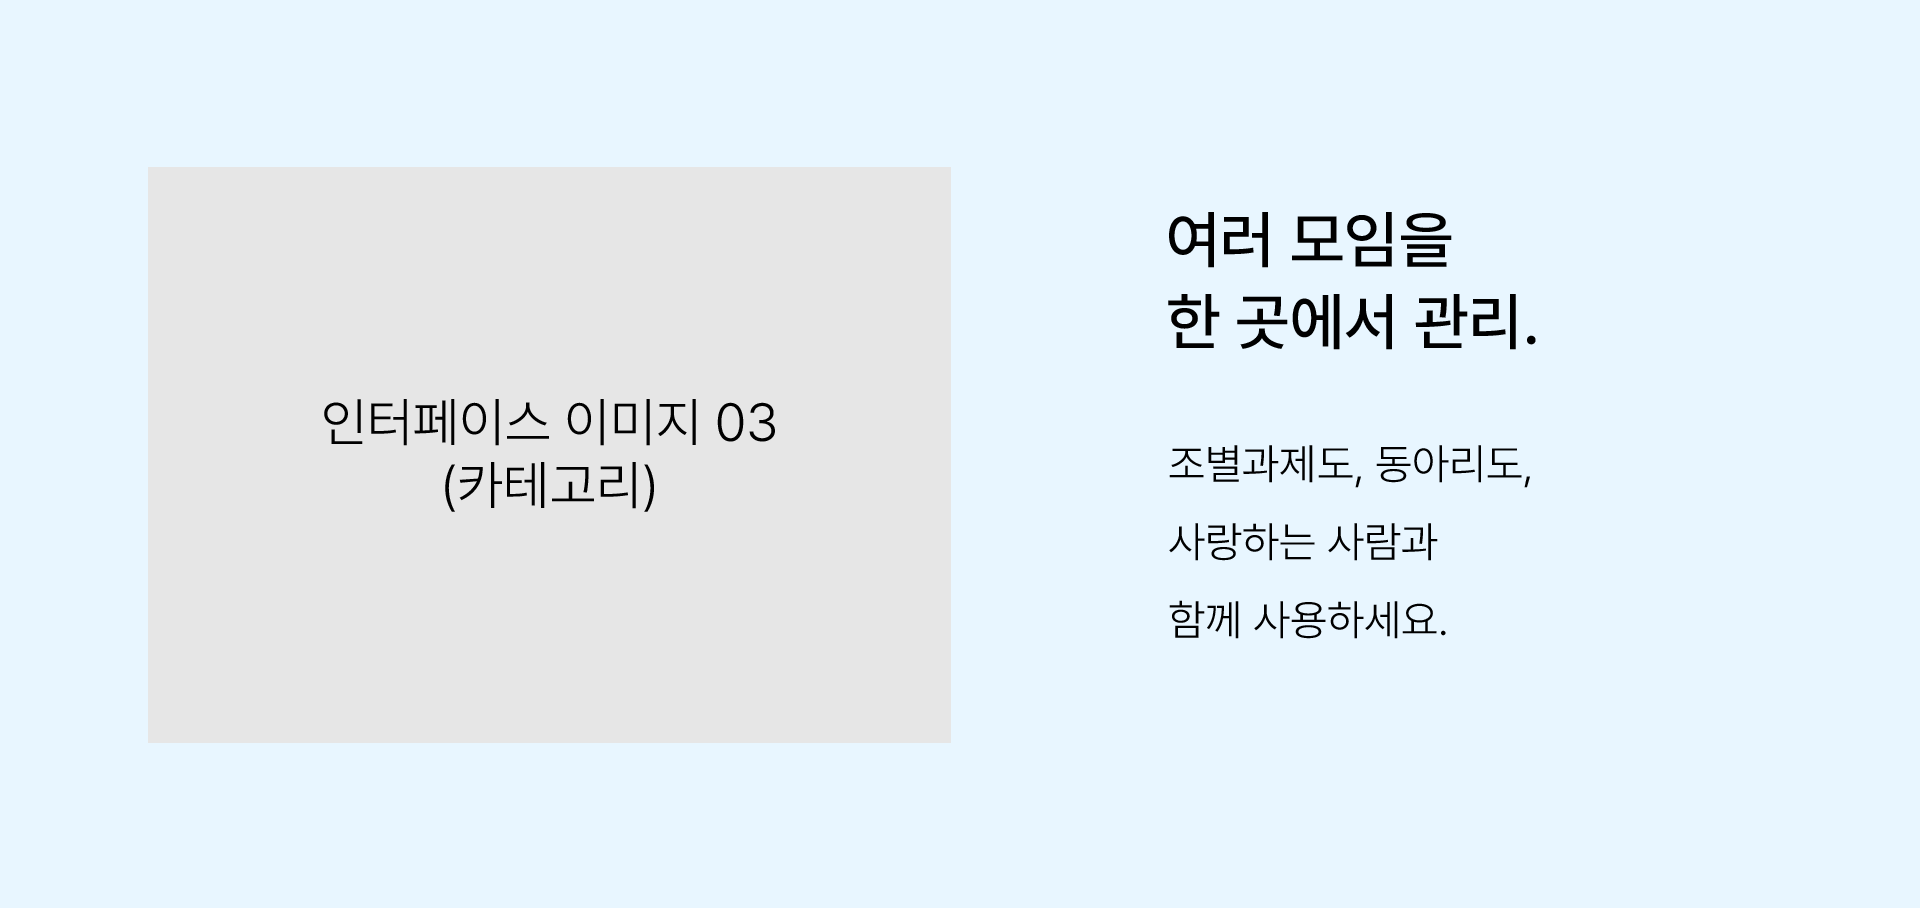 인터페이스 이미지 03
(카테고리)
여러 모임을
한 곳에서 관리.
조별과제도, 동아리도,
사랑하는 사람과
함께 사용하세요.